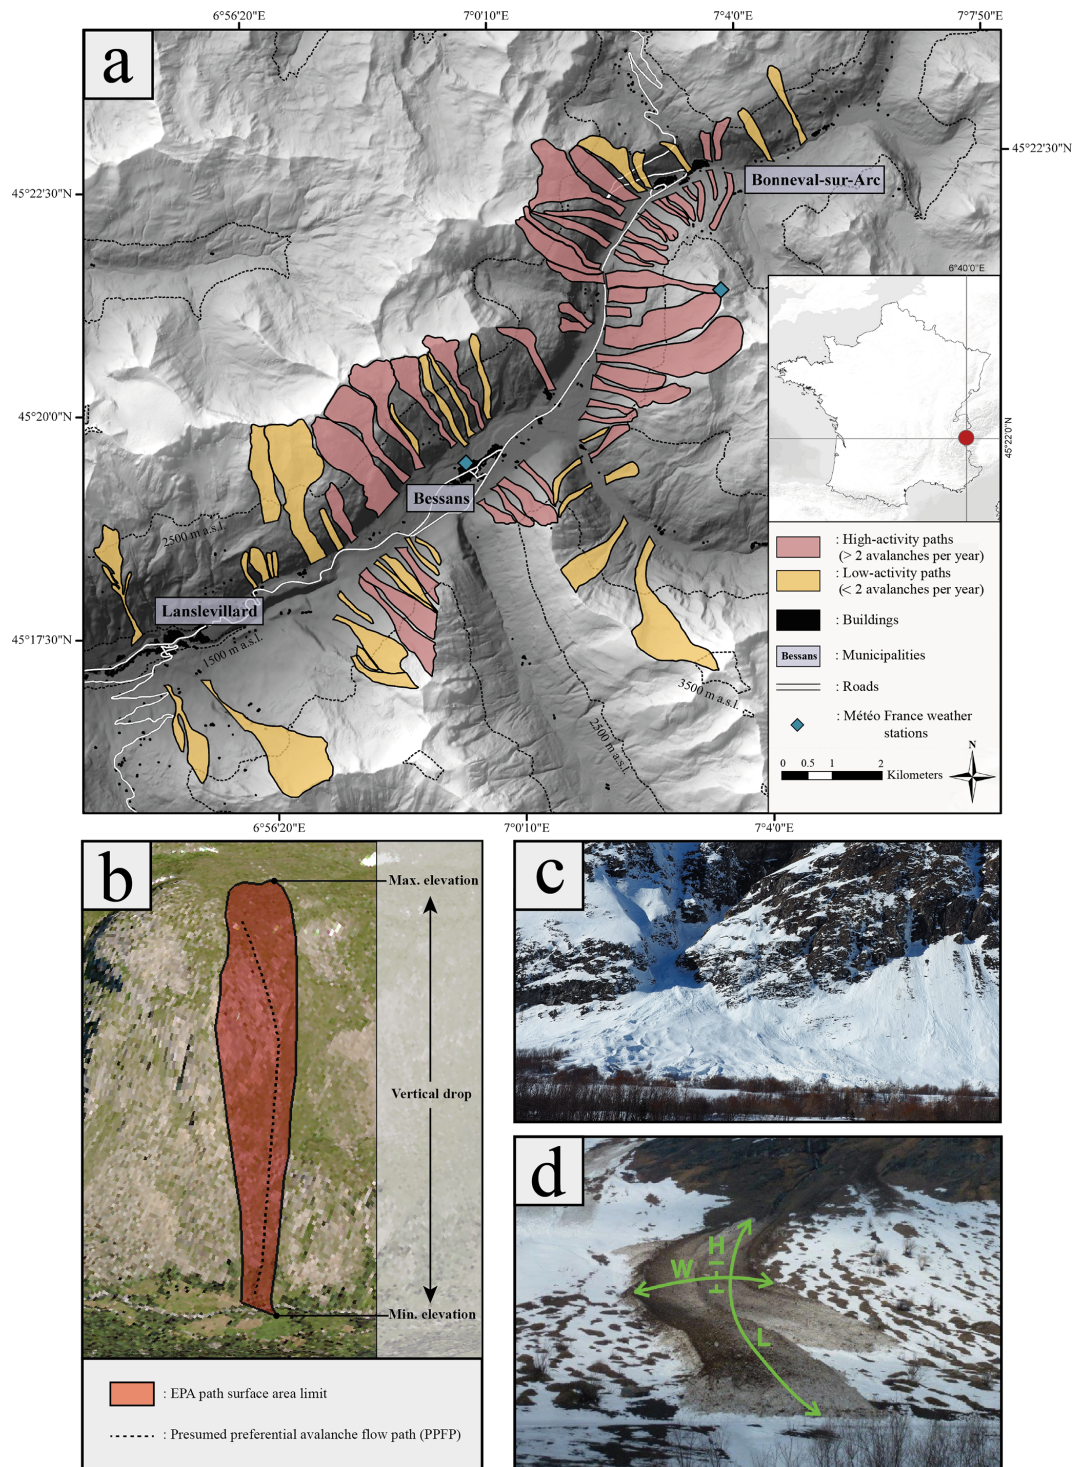 6°56'20"E
7°0'10"E
7°4'0"E
7°7'50"E
a
45°22'30"N
45°22'30"N
Bonneval-sur-Arc
6°40'0"E
45°22'0"N
45°20'0"N
Bessans
2500 m a.s.l.
Lanslevillard
45°17'30"N
1500 m a.s.l.
3500 m a.s.l.
2500 m a.s.l.
: High-activity paths
(> 2 avalanches per year)
: Low-activity paths
(< 2 avalanches per year)
: Buildings
Bessans : Municipalities
: Roads
: Météo France weather
stations
N
0 0.5 1 2
Kilometers
6°56'20"E
7°0'10"E
7°4'0"E
b
Max. elevation
Vertical drop
Min. elevation
: EPA path surface area limit
: Presumed preferential avalanche flow path (PPFP)
c
d
H
W
L